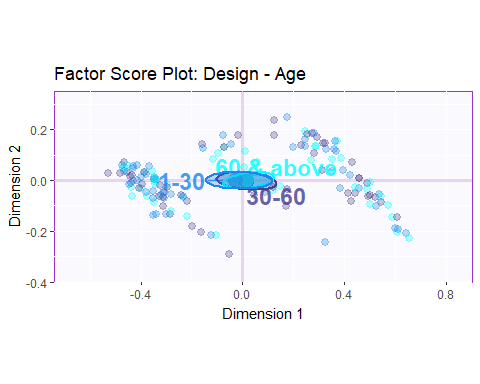 Factor Score Plot: Design - Age
Dimension 2
0.2
0.0
-0.2
-0.4
60 & above
1-30
30-60
-0.4
0.0
0.4
0.8
Dimension 1